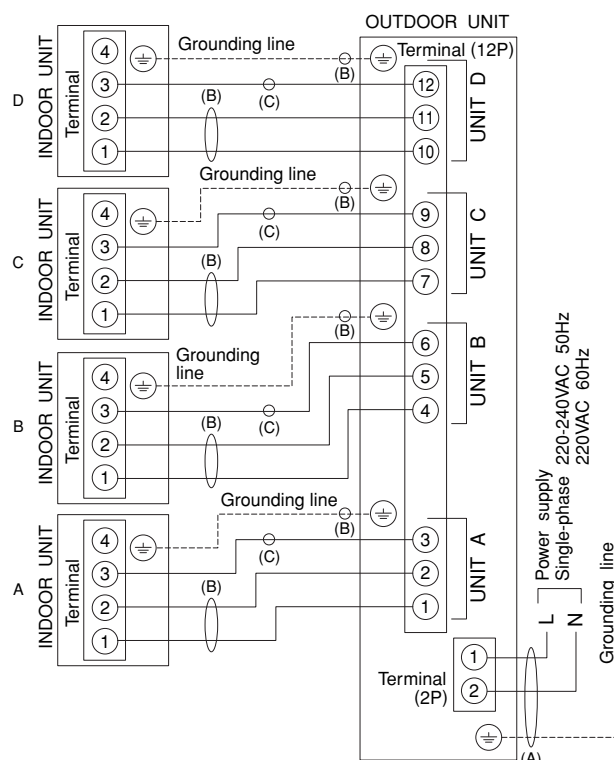 OUTDOOR UNIT
Terminal (12P)
D
INDOOR UNIT
Terminal
4
3
2
1
Grounding line
(B)
(C)
(B)
12
11
10
UNIT D
C
INDOOR UNIT
Terminal
4
3
2
1
Grounding line
(B)
(C)
(B)
9
8
7
UNIT C
B
INDOOR UNIT
Terminal
4
3
2
1
Grounding
line
(B)
(C)
(B)
6
5
4
UNIT B
A
INDOOR UNIT
Terminal
4
3
2
1
Grounding line
(B)
(C)
(B)
3
2
1
UNIT A
Terminal
(2P)
1
2
L
N
Power supply
Single-phase 220-240VAC 50Hz
220VAC 60Hz
Grounding line
(A)